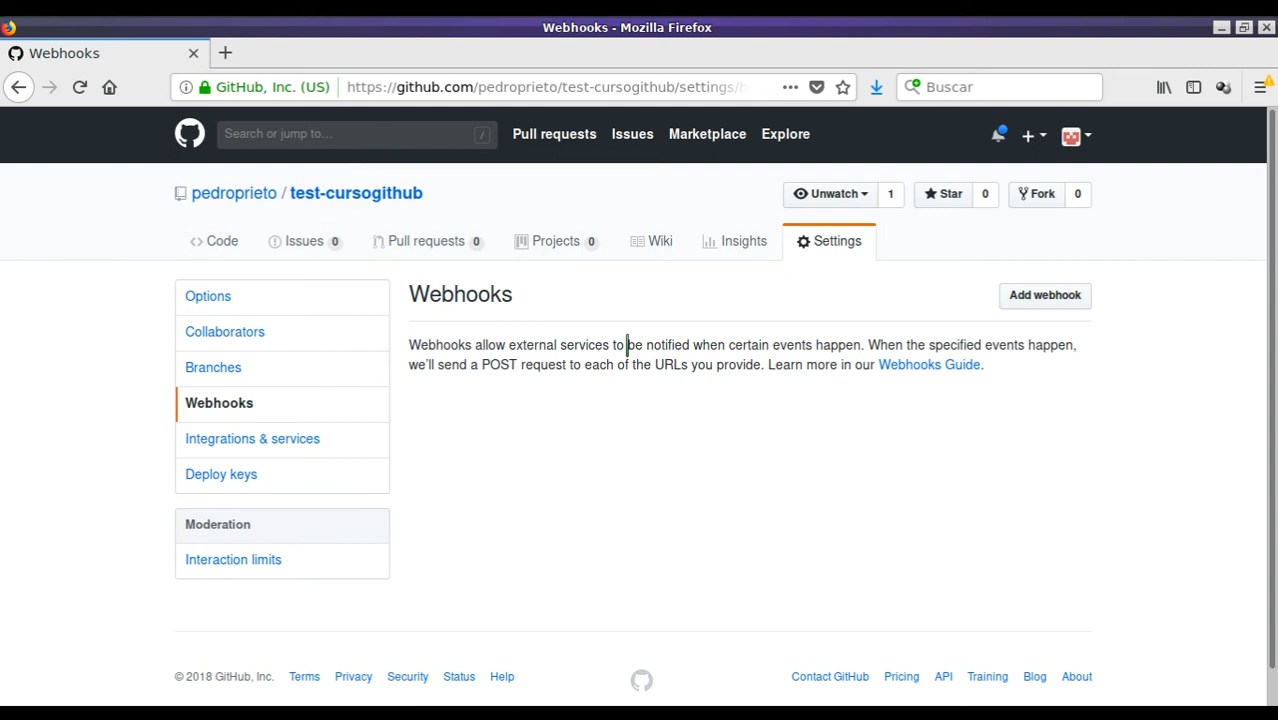 Webhooks - Mozilla Firefox
Webhooks
GitHub, Inc. (US) https://github.com/pedroprieto/test-cursogithub/settings/ Buscar
Search or jump to... / Pull requests Issues Marketplace Explore
pedroprieto / test-cursogithub Unwatch 1 Star 0 Fork 0
Code Issues 0 Pull requests 0 Projects 0 Wiki Insights Settings
Options
Collaborators
Branches
Webhooks
Integrations & services
Deploy keys
Moderation
Interaction limits
Webhooks Add webhook
Webhooks allow external services to be notified when certain events happen. When the specified events happen,
we'll send a POST request to each of the URLs you provide. Learn more in our Webhooks Guide.
© 2018 GitHub, Inc. Terms Privacy Security Status Help Contact GitHub Pricing API Training Blog About